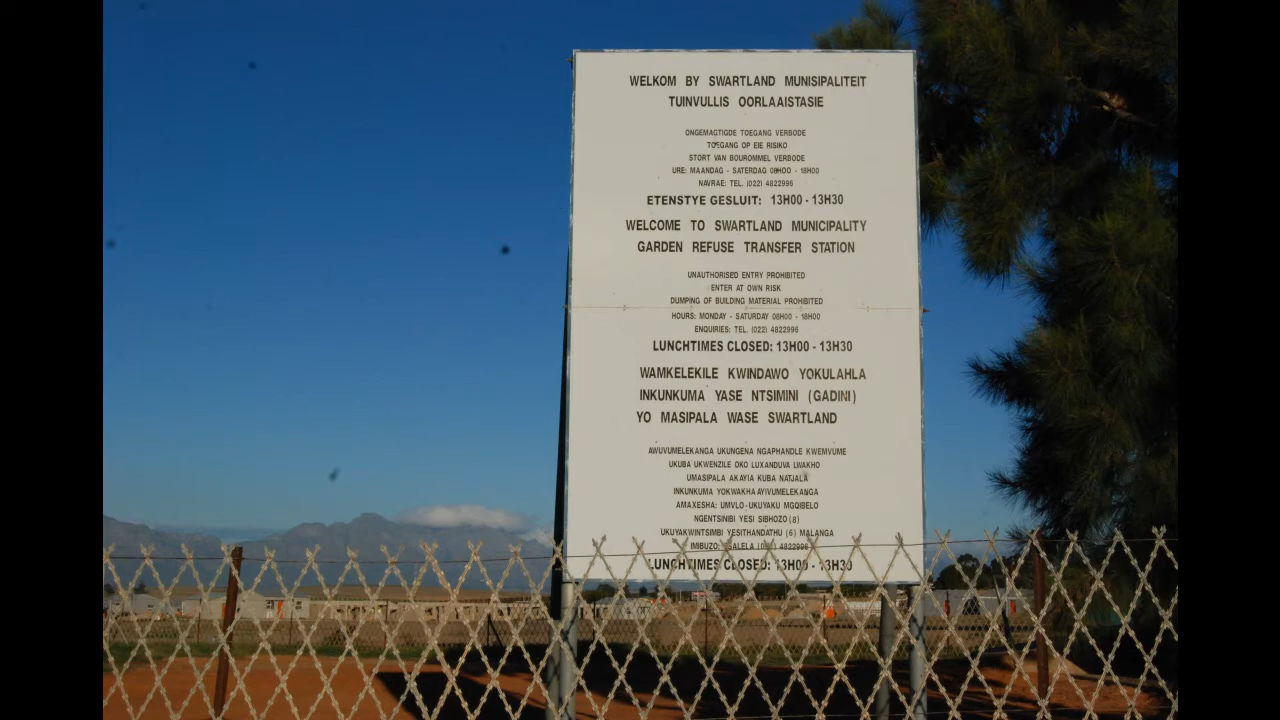 WELKOM BY SWARTLAND MUNISIPALITEIT
TUINVULLIS OORLAAISTASIE
ONGEMAGTIGDE TOEGANG VERBODE
TOEGANG OP EIE RISIKO
STORT VAN BOUROMMEL VERBODE
URE: MAANDAG - SATERDAG 08H00 - 18H00
NAVRAE: TEL. (022) 4822996
ETENSTYE GESLUIT: 13H00 - 13H30
WELCOME TO SWARTLAND MUNICIPALITY
GARDEN REFUSE TRANSFER STATION
UNAUTHORISED ENTRY PROHIBITED
ENTER AT OWN RISK
DUMPING OF BUILDING MATERIAL PROHIBITED
HOURS: MONDAY - SATURDAY 08H00 - 18H00
ENQUIRIES: TEL. (022) 4822996
LUNCHTIMES CLOSED: 13H00 - 13H30
WAMKELEKILE KWINDAWO YOKULAHLA
INKUNKUMA YASE NTSIMINI (GADINI)
YO MASIPALA WASE SWARTLAND
AWUVUMELEKANGA UKUNGENA NGAPHANDLE KWEMVUME
UKUBA UKWENZILE OKO LUXANDUVA LWAKHO
UMASIPALA AKAYIA KUBA NATJALA
INKUNKUMA YOKWAKHA AYIVUMELEKANGA
AMAXESHA: UMVLO-UKUYAKU MGQIBELO
NGENTSINIBI YESI SIBHOZO (8)
UKUYAKWINTSIMBI YESITHANDATHU (6) MALANGA
IMIBUZO: 4822996
LUNCHTIMES CLOSED: 13H00 - 13H30